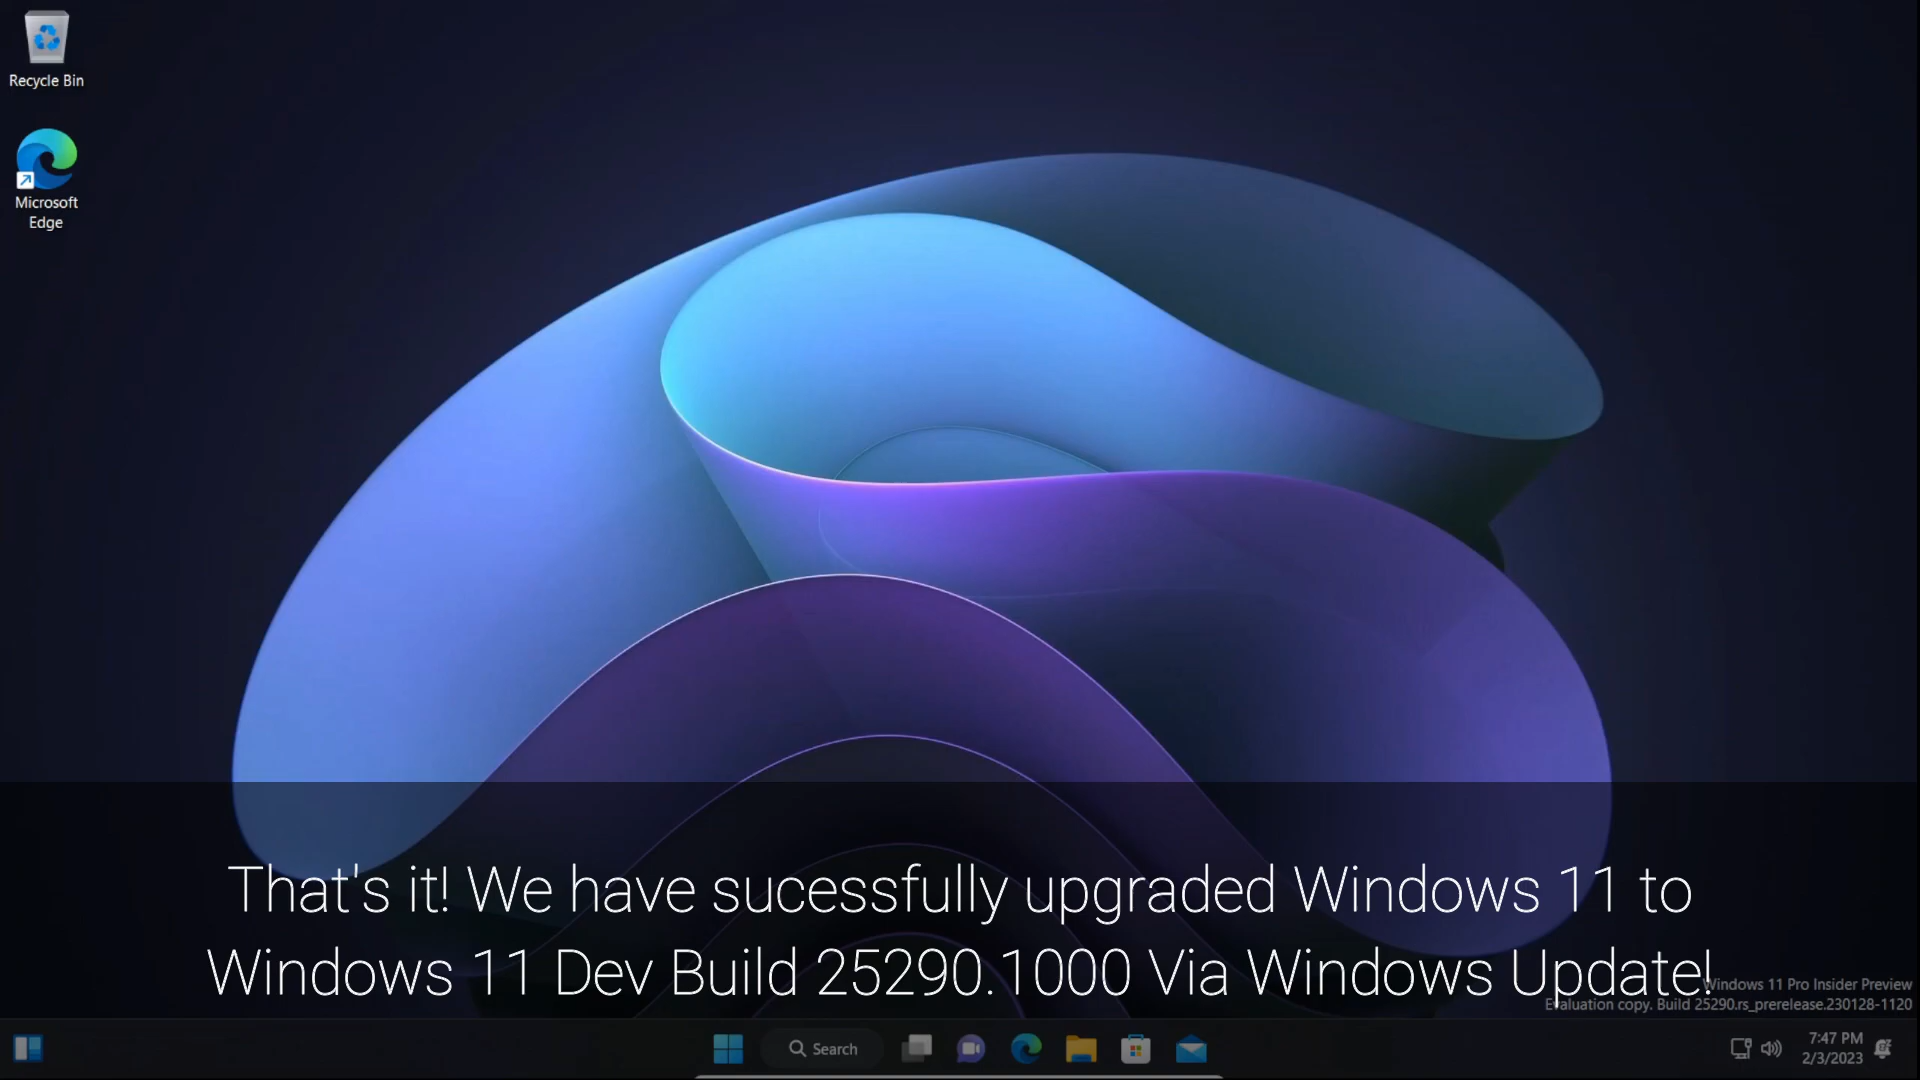 Recycle Bin
Microsoft
Edge
That's it! We have sucessfully upgraded Windows 11 to
Windows 11 Dev Build 25290.1000 Via Windows Update!
Windows 11 Pro Insider Preview
Evaluation copy. Build 25290.rs_prerelease.230128-1120
Search
7:47 PM
2/3/2023